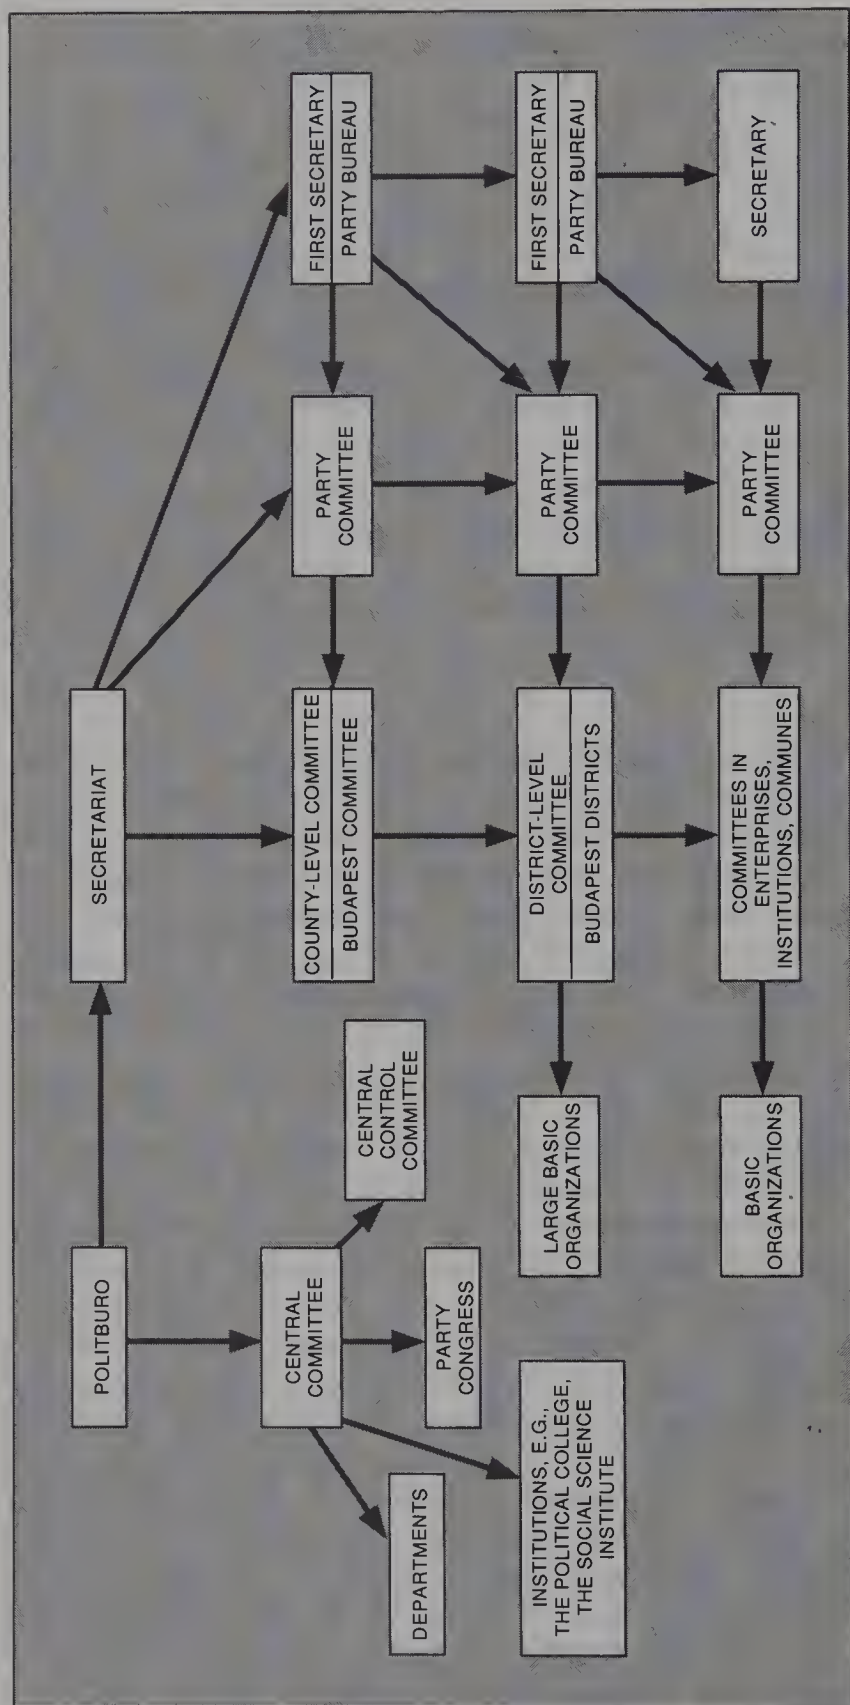 POLITBURO
SECRETARIAT
CENTRAL
COMMITTEE
COUNTY-LEVEL COMMITTEE
BUDAPEST COMMITTEE
PARTY
COMMITTEE
FIRST SECRETARY
PARTY BUREAU
DEPARTMENTS
PARTY
CONGRESS
CENTRAL
CONTROL
COMMITTEE
INSTITUTIONS, E.G.,
THE POLITICAL COLLEGE,
THE SOCIAL SCIENCE
INSTITUTE
LARGE BASIC
ORGANIZATIONS
DISTRICT-LEVEL
COMMITTEE
BUDAPEST DISTRICTS
PARTY
COMMITTEE
FIRST SECRETARY
PARTY BUREAU
BASIC
ORGANIZATIONS
COMMITTEES IN
ENTERPRISES,
INSTITUTIONS, COMMUNES
PARTY
COMMITTEE
SECRETARY